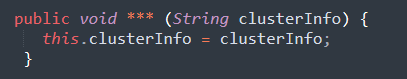 public void *** (String clusterInfo) {
this.clusterInfo = clusterInfo;
}